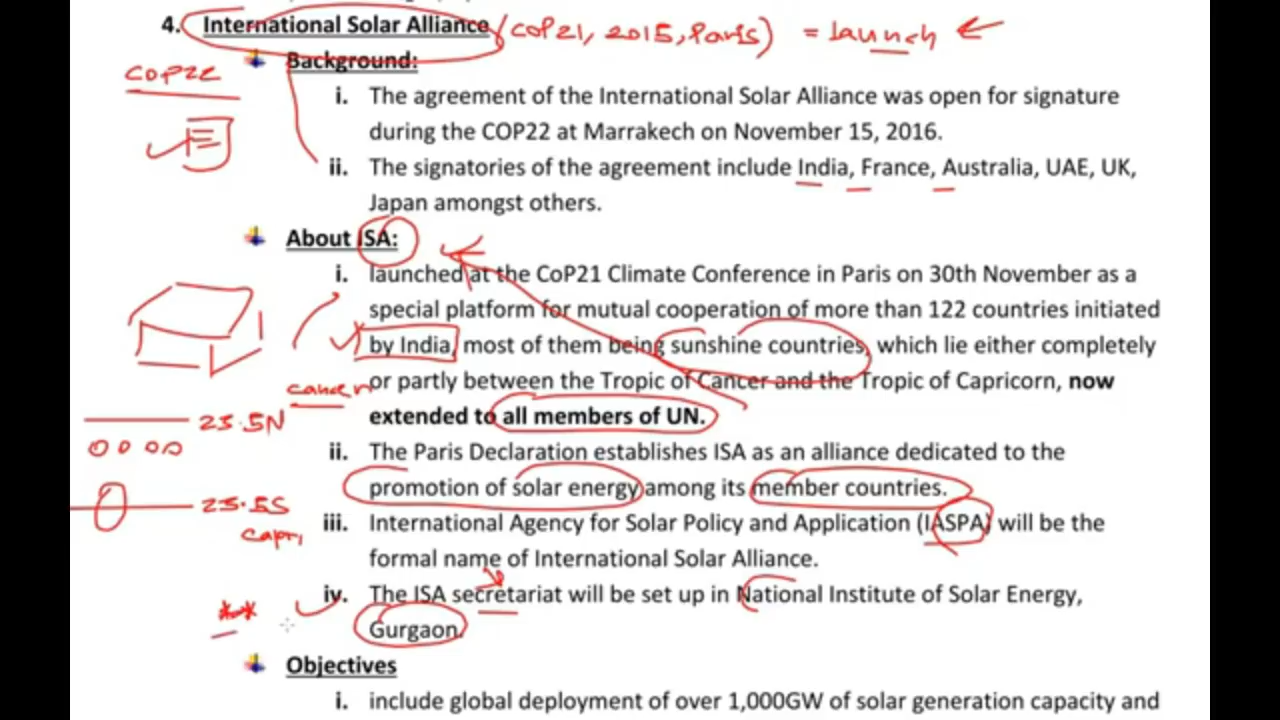 4. International Solar Alliance (COP21, 2015, Paris) = launch
Background:
COP22
i. The agreement of the International Solar Alliance was open for signature
during the COP22 at Marrakech on November 15, 2016.
ii. The signatories of the agreement include India, France, Australia, UAE, UK,
Japan amongst others.
About ISA:
i. launched at the CoP21 Climate Conference in Paris on 30th November as a
special platform for mutual cooperation of more than 122 countries initiated
by India, most of them being sunshine countries, which lie either completely
or partly between the Tropic of Cancer and the Tropic of Capricorn, now
cancer
extended to all members of UN.
23.5N
ii. The Paris Declaration establishes ISA as an alliance dedicated to the
promotion of solar energy among its member countries.
23.5S
capri
iii. International Agency for Solar Policy and Application (IASPA) will be the
formal name of International Solar Alliance.
iv. The ISA secretariat will be set up in National Institute of Solar Energy,
Gurgaon.
Objectives
i. include global deployment of over 1,000GW of solar generation capacity and